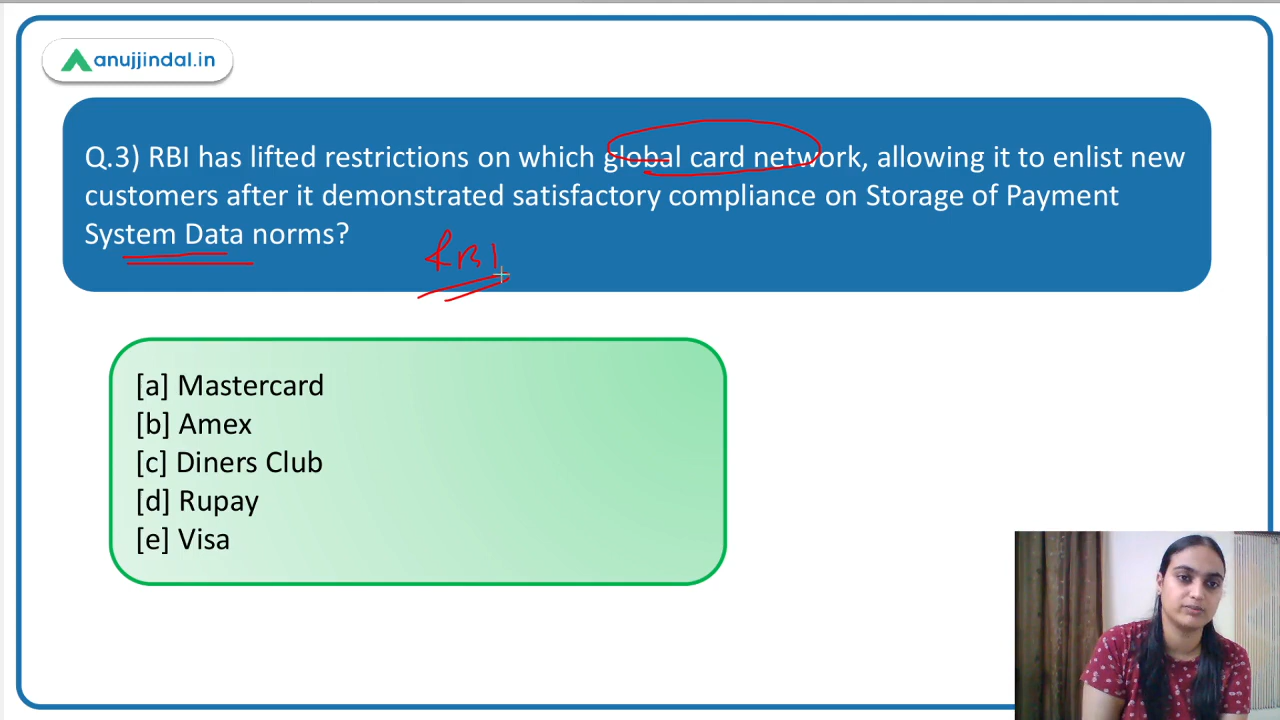 anujjindal.in
Q.3) RBI has lifted restrictions on which global card network, allowing it to enlist new
customers after it demonstrated satisfactory compliance on Storage of Payment
System Data norms?
RBI
[a] Mastercard
[b] Amex
[c] Diners Club
[d] Rupay
[e] Visa